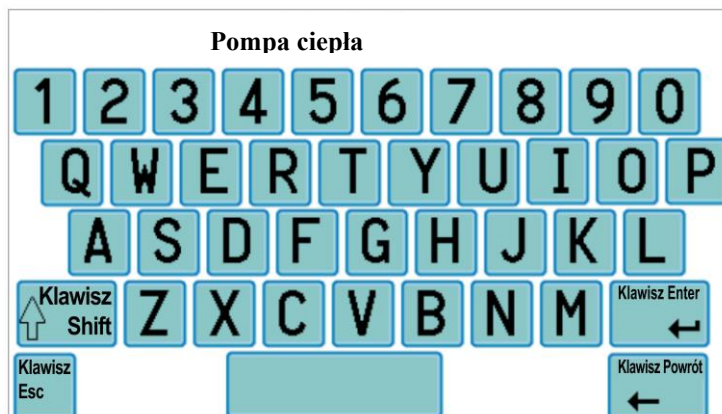 Pompa ciepła
1 2 3 4 5 6 7 8 9 0
Q W E R T Y U I O P
A S D F G H J K L
Klawisz Shift Z X C V B N M Klawisz Enter
Klawisz Esc Klawisz Powrót